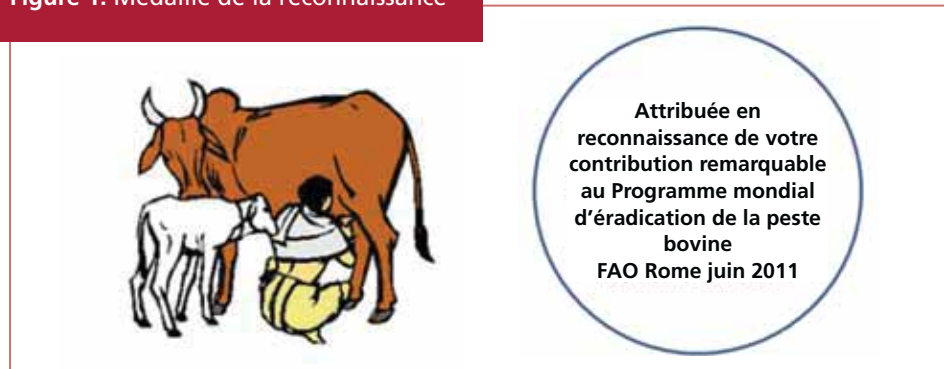 Figure 1. Médaille de la reconnaissance
Attribuée en
reconnaissance de votre
contribution remarquable
au Programme mondial
d'éradication de la peste
bovine
FAO Rome juin 2011